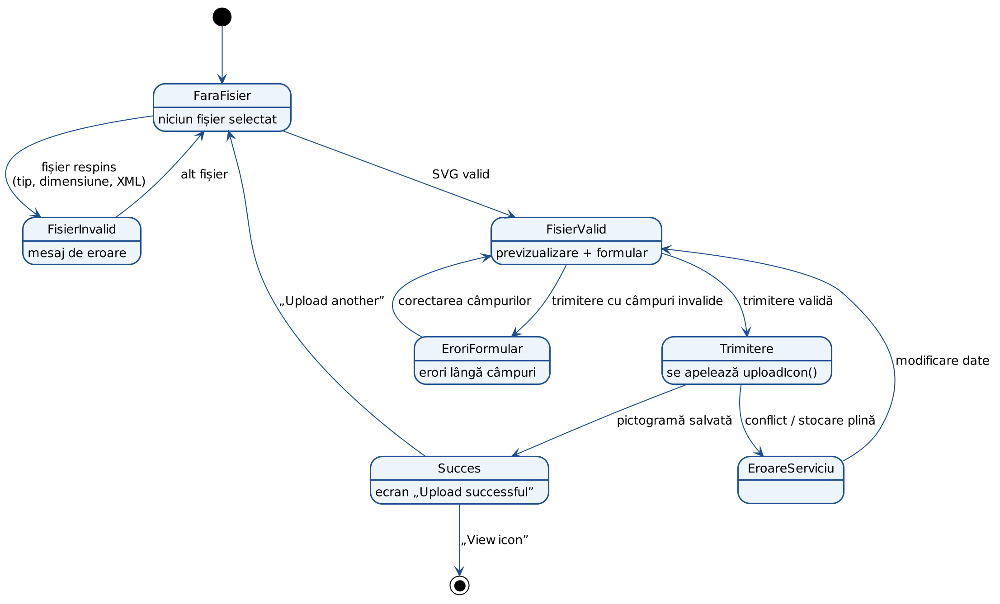 FaraFisier
niciun fișier selectat
fișier respins
(tip, dimensiune, XML)
alt fișier
SVG valid
FisierInvalid
mesaj de eroare
FisierValid
previzualizare + formular
„Upload another”
corectarea câmpurilor
trimitere cu câmpuri invalide
trimitere validă
EroriFormular
erori lângă câmpuri
Trimitere
se apelează uploadIcon()
modificare date
pictogramă salvată
conflict / stocare plină
Succes
ecran „Upload successful”
EroareServiciu
„View icon”